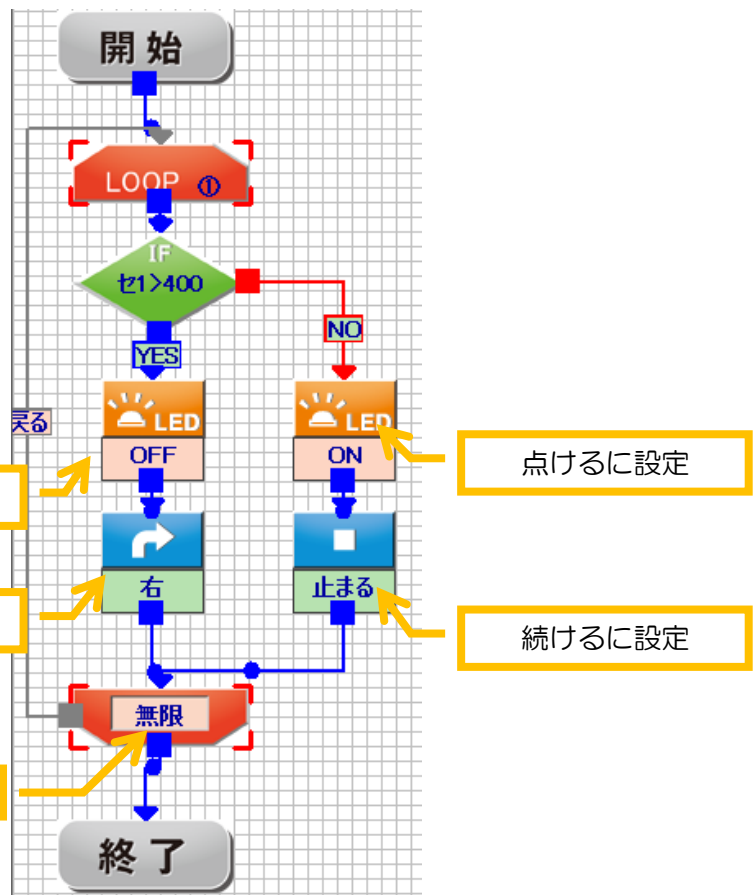 開始
LOOP ①
IF
セ1>400
NO
YES
LED
LED
戻る
OFF
ON
点けるに設定
右
止まる
続けるに設定
無限
終了